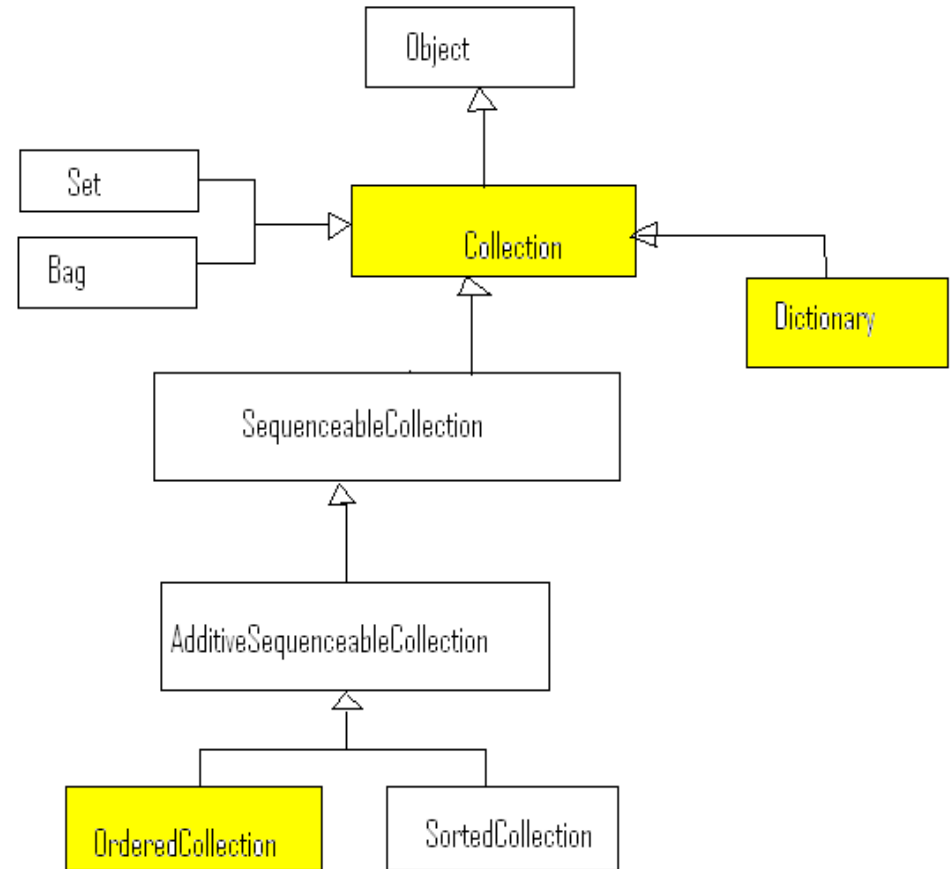 Object
Set
Collection
Bag
Dictionary
SequenceableCollection
AdditiveSequenceableCollection
OrderedCollection
SortedCollection